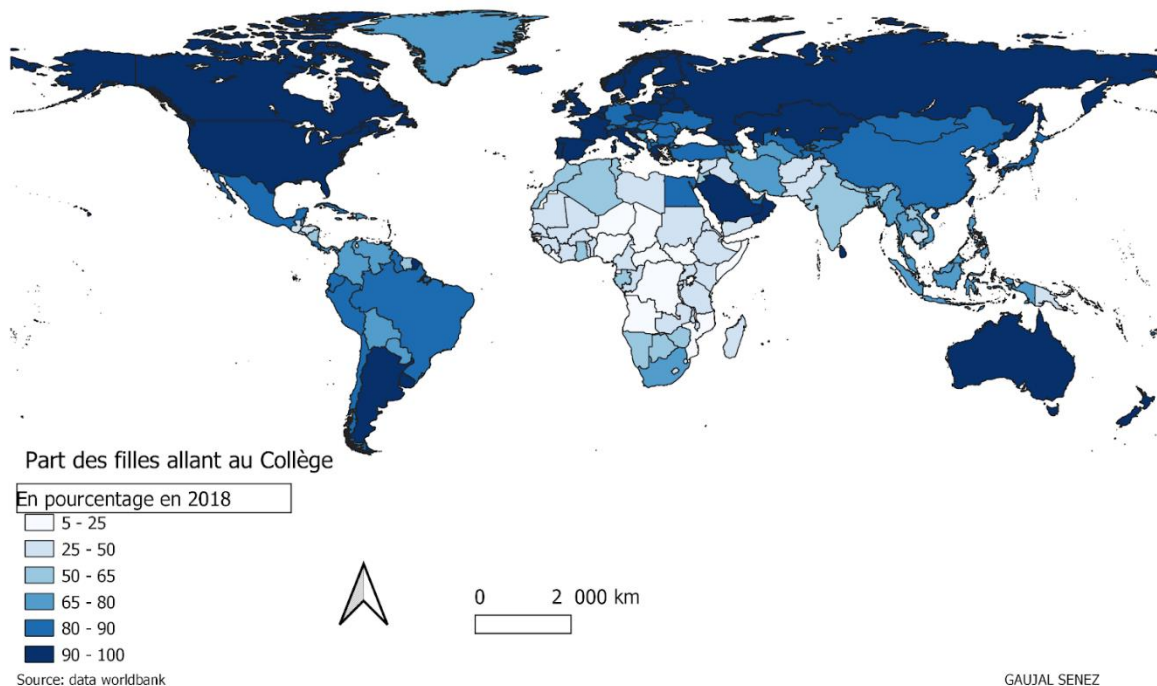 Part des filles allant au Collège
En pourcentage en 2018
5 - 25
25 - 50
50 - 65
65 - 80
80 - 90
90 - 100
0 2 000 km
Source: data worldbank
GAUJAL SENEZ